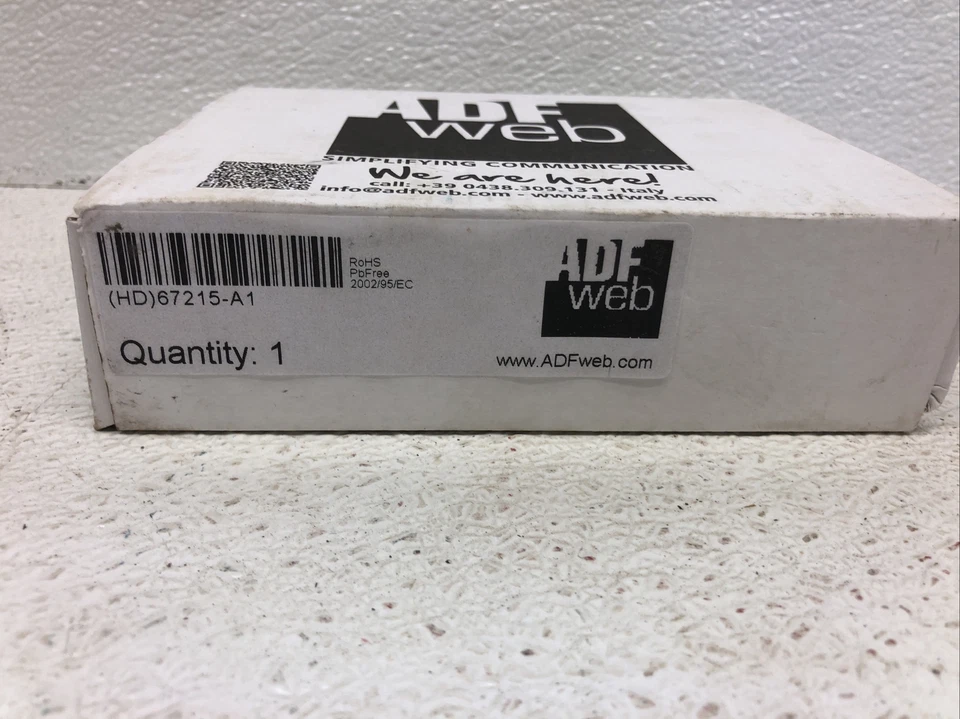 ADF
web
SIMPLIFYING COMMUNICATION
We are here!
call: +39 0438.309.131 - Italy
info@adfweb.com - www.adfweb.com
(HD)67215-A1
RoHS
PbFree
2002/95/EC
Quantity: 1
ADF
web
www.ADFweb.com